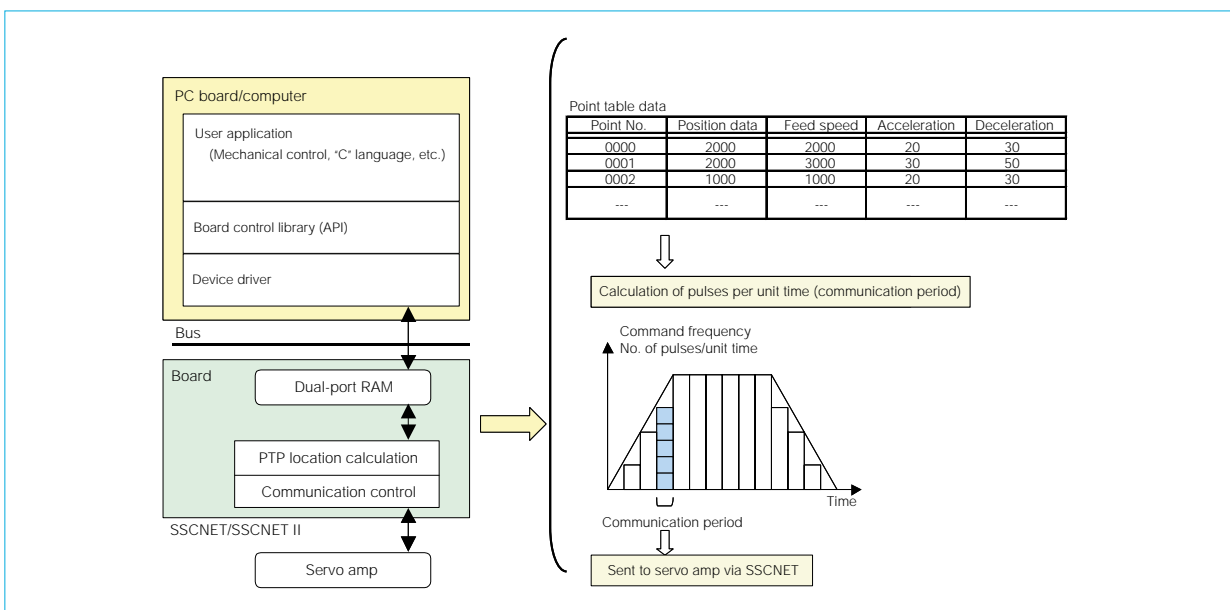 PC board/computer
User application
(Mechanical control, "C" language, etc.)
Board control library (API)
Device driver
Bus
Board
Dual-port RAM
PTP location calculation
Communication control
SSCNET/SSCNET II
Servo amp
Point table data
Point No. Position data Feed speed Acceleration Deceleration
0000 2000 2000 20 30
0001 2000 3000 30 50
0002 1000 1000 20 30
--- --- --- --- ---
Calculation of pulses per unit time (communication period)
Command frequency
No. of pulses/unit time
Time
Communication period
Sent to servo amp via SSCNET